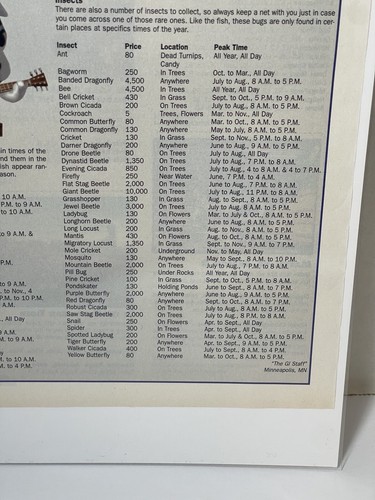 Insects
There are also a number of insects to collect, so always keep a net with you just in case
you come across one of those rare ones. Like the fish, these bugs are only found in cer-
tain places at specifics times of the year.
Insect Price Location Peak Time
Ant 80 Dead Turnips, All Year, All Day
Candy
Bagworm 250 In Trees Oct. to Mar., All Day
Banded Dragonfly 4,500 Anywhere July to Aug., 8 A.M. to 5 P.M.
Bee 4,500 In Trees All Year, All Day
Bell Cricket 430 In Grass Sept. to Oct., 5 P.M. to 9 A.M.
Brown Cicada 200 On Trees July to Aug., 8 A.M. to 5 P.M.
Cockroach 5 Trees, Flowers Mar. to Nov., All Day
Common Butterfly 80 Anywhere Mar. to Oct., 8 A.M. to 5 P.M.
Common Dragonfly 130 Anywhere May to July, 8 A.M. to 5 P.M.
Cricket 130 In Grass Sept. to Nov., 5 P.M. to 8 A.M.
Darner Dragonfly 200 Anywhere June to Aug., 9 A.M. to 5 P.M.
Drone Beetle 80 On Trees July to Aug., All Day
Dynastid Beetle 1,350 On Trees July to Aug., 7 P.M. to 8 A.M.
Evening Cicada 850 On Trees July to Aug., 4 to 8 A.M. & 4 to 7 P.M.
Firefly 250 Near Water June, 7 P.M. to 4 A.M.
Flat Stag Beetle 2,000 On Trees June to Aug., 7 P.M. to 8 A.M.
Giant Beetle 10,000 On Trees July to Aug., 11 P.M. to 8 A.M.
Grasshopper 130 In Grass Aug. to Sept., 8 A.M. to 5 P.M.
Jewel Beetle 3,000 On Trees July to Aug. 8 A.M. to 5 P.M.
Ladybug 130 On Flowers Mar. to July & Oct., 8 A.M. to 5 P.M.
Longhorn Beetle 200 Anywhere June to Aug., 8 A.M. to 5 P.M.
Long Locust 200 In Grass Aug. to Nov., 8 A.M. to 5 P.M.
Mantis 430 On Flowers Aug. to Oct., 8 A.M. to 5 P.M.
Migratory Locust 1,350 In Grass Sept. to Nov., 9 A.M. to 7 P.M.
Mole Cricket 200 Underground Nov. to May, All Day
Mosquito 130 Anywhere May to Sept., 8 A.M. to 10 P.M.
Mountain Beetle 2,000 On Trees July to Aug., 7 P.M. to 8 A.M.
Pill Bug 250 Under Rocks All Year, All Day
Pine Cricket 100 In Grass Sept. to Oct., 5 P.M. to 8 A.M.
Pondskater 130 Holding Ponds June to Sept., 8 A.M. to 7 P.M.
Purple Butterfly 2,000 Anywhere June to Aug., 9 A.M. to 5 P.M.
Red Dragonfly 80 Anywhere Sept. to Oct., 8 A.M. to 7 P.M.
Robust Cicada 300 On Trees July to Aug., 8 A.M. to 5 P.M.
Saw Stag Beetle 2,000 On Trees July to Aug., 7 P.M. to 8 A.M.
Snail 250 On Flowers Apr. to Sept., All Day
Spider 300 In Trees Apr. to Sept., All Day
Spotted Ladybug 200 On Flowers Mar. to July & Oct., 8 A.M. to 5 P.M.
Tiger Butterfly 200 Anywhere Apr. to Sept., 9 A.M. to 5 P.M.
Walker Cicada 400 On Trees July to Sept., 8 A.M. to 4 P.M.
Yellow Butterfly 80 Anywhere Mar. to Oct., 8 A.M. to 5 P.M.
"The GI Staff"
Minneapolis, MN